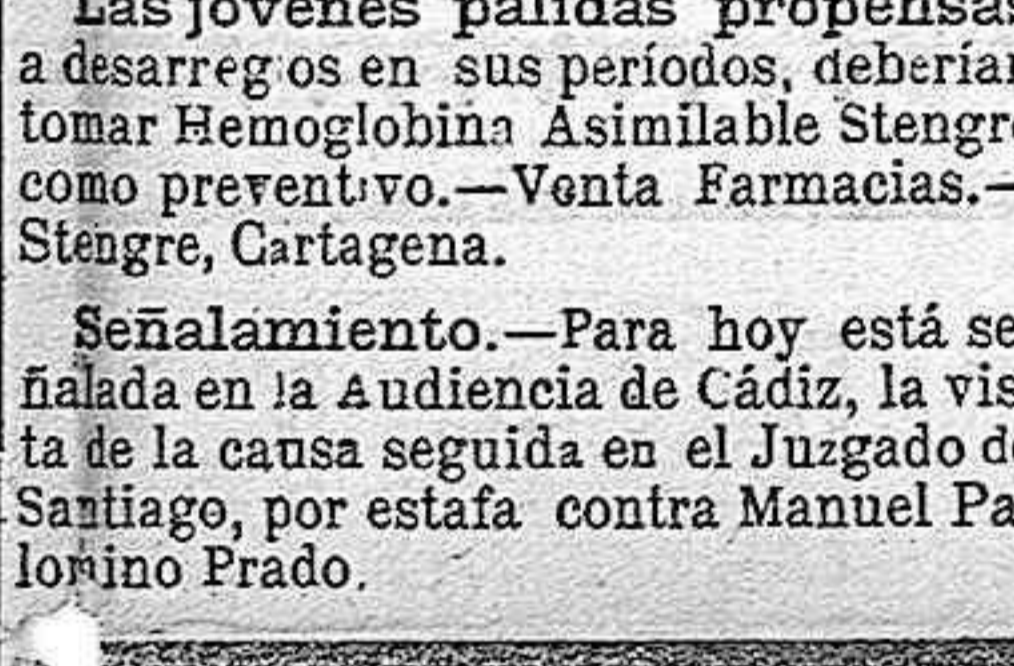 Las jóvenes pálidas propensas
a desarreglos en sus períodos, deberían
tomar Hemoglobina Asimilable Stengre
como preventivo.—Venta Farmacias.—
Stengre, Cartagena.
Señalamiento.—Para hoy está se
ñalada en la Audiencia de Cádiz, la vis
ta de la causa seguida en el Juzgado de
Santiago, por estafa contra Manuel Pa
lomino Prado.